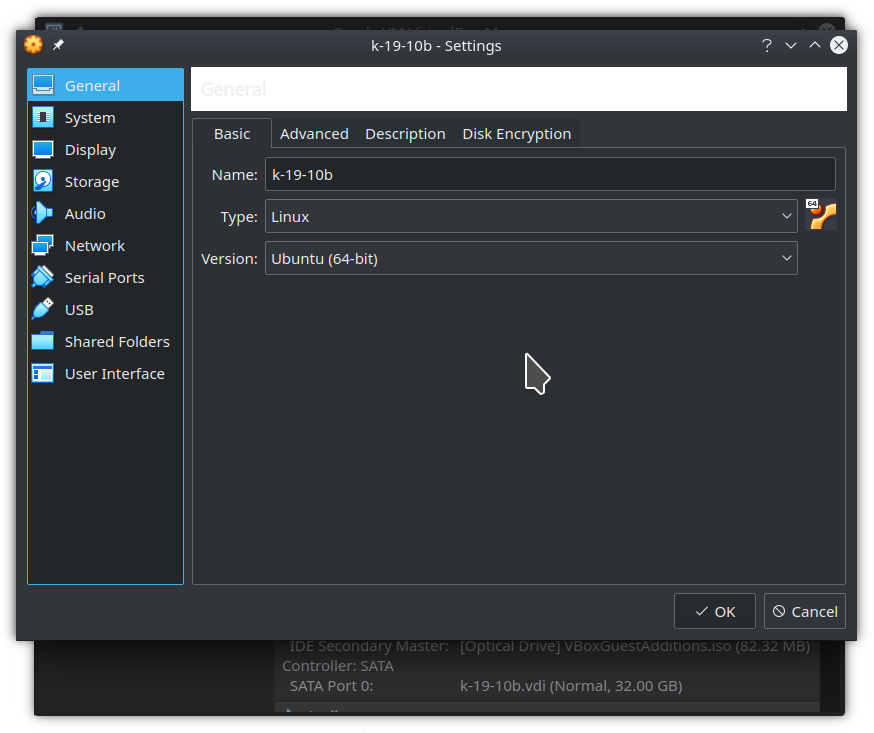 k-19-10b - Settings
?
General
System
Display
Storage
Audio
Network
Serial Ports
USB
Shared Folders
User Interface
General
Basic Advanced Description Disk Encryption
Name: k-19-10b
Type: Linux
64
Version: Ubuntu (64-bit)
OK Cancel
IDE Secondary Master: [Optical Drive] VBoxGuestAdditions.iso (82.32 MB)
Controller: SATA
SATA Port 0: k-19-10b.vdi (Normal, 32.00 GB)